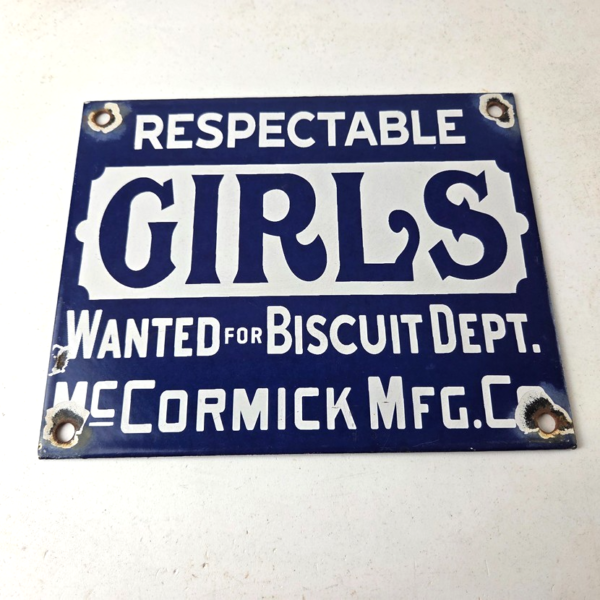 RESPECTABLE
GIRLS
WANTED FOR BISCUIT DEPT.
McCORMICK MFG. Co